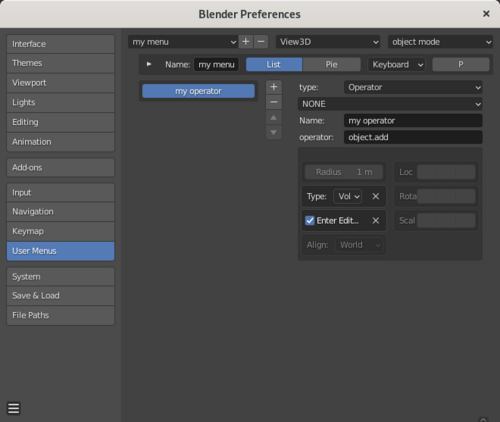 Blender Preferences
Interface
Themes
Viewport
Lights
Editing
Animation
Add-ons
Input
Navigation
Keymap
User Menus
System
Save & Load
File Paths
my menu
+
−
View3D
object mode
Name: my menu
List
Pie
Keyboard
P
my operator
+
−
type: Operator
NONE
Name: my operator
operator: object.add
Radius 1 m
Loc
Type: Vol
Rota
Enter Edit...
Scal
Align: World